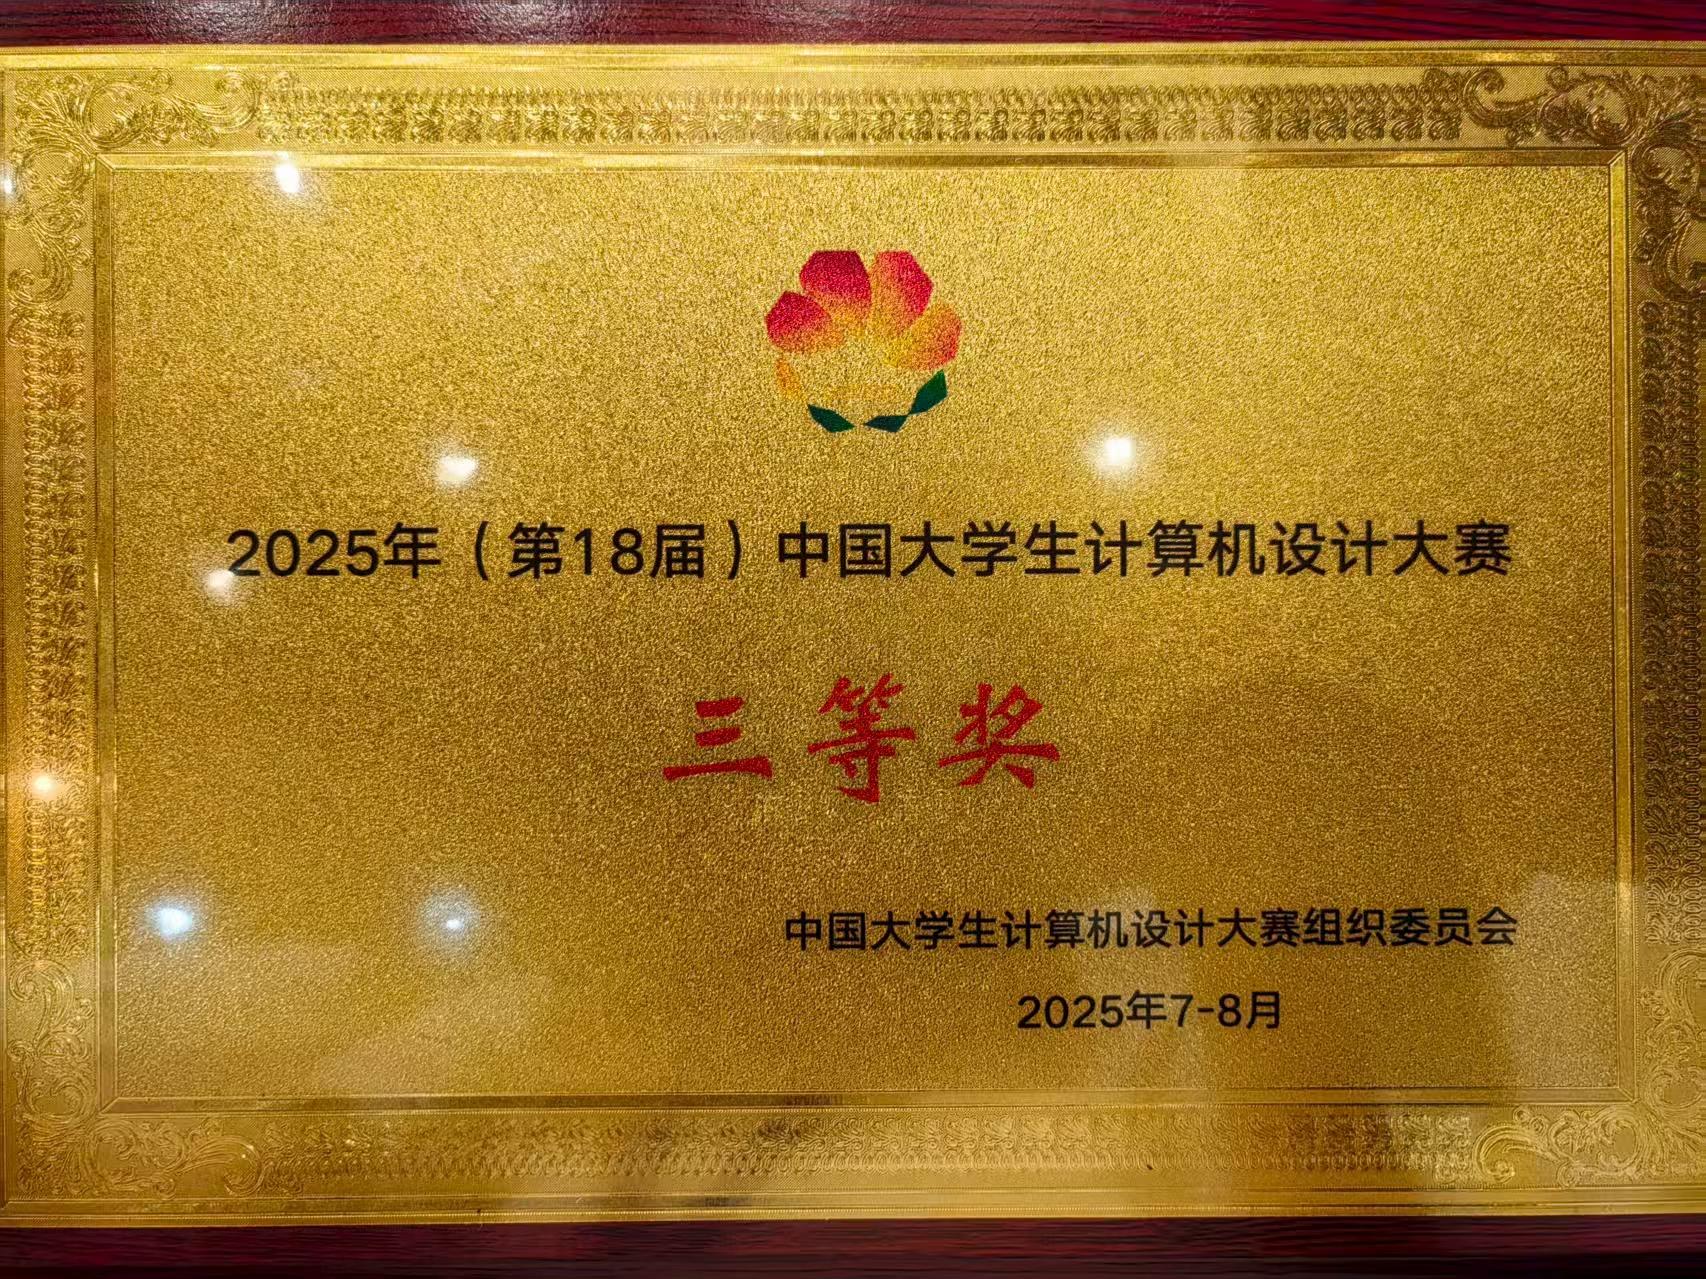 2025年（第18届）中国大学生计算机设计大赛
三等奖
中国大学生计算机设计大赛组织委员会
2025年7-8月